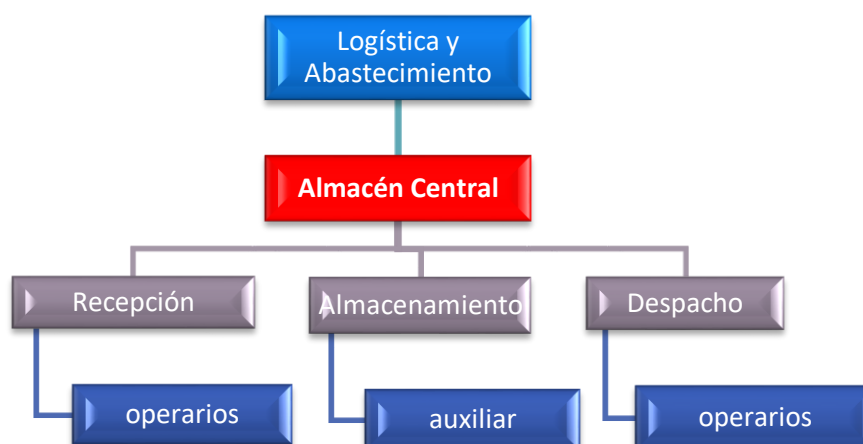 Logística y
Abastecimiento
Almacén Central
Recepción
Almacenamiento
Despacho
operarios
auxiliar
operarios